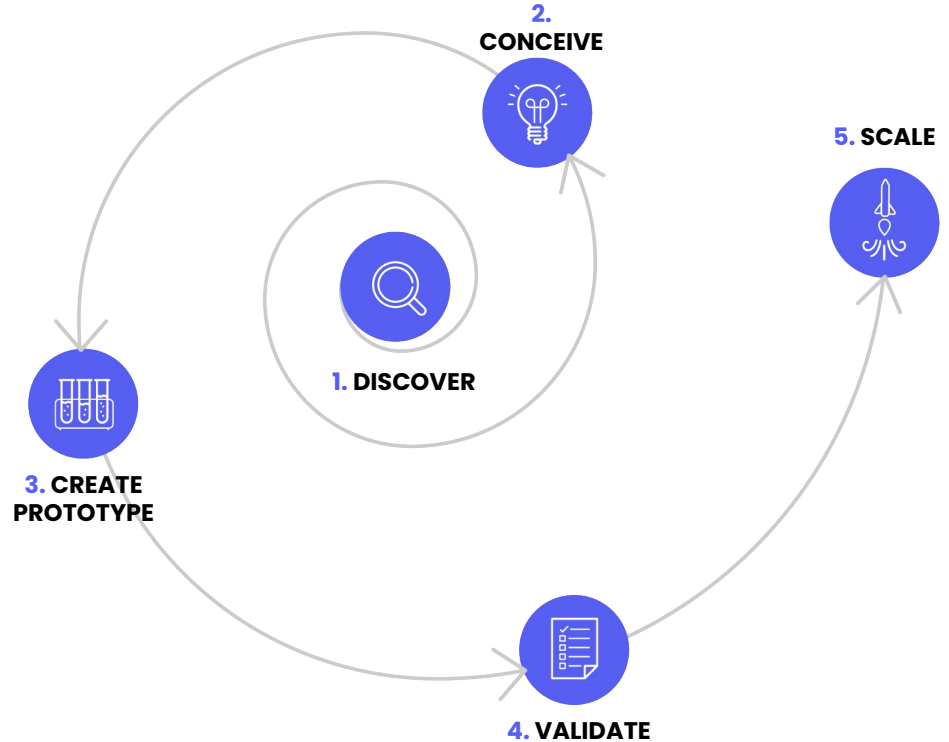 1. DISCOVER
2.
CONCEIVE
3. CREATE
PROTOTYPE
4. VALIDATE
5. SCALE